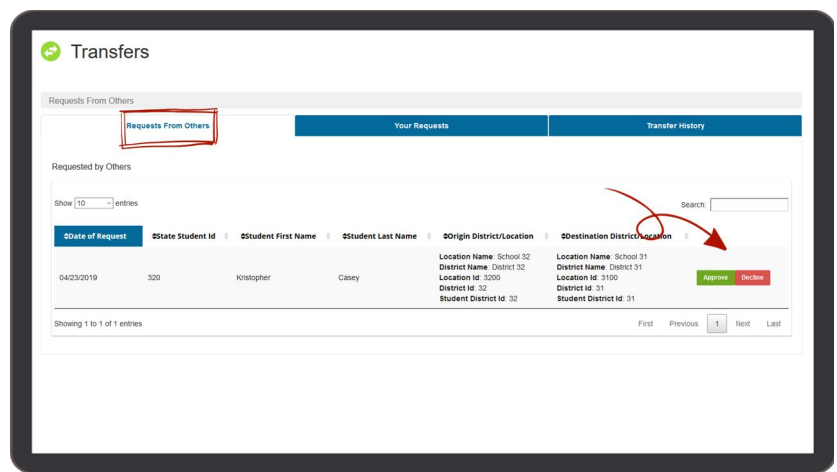 Transfers
Requests From Others
Requests From Others
Your Requests
Transfer History
Requested by Others
Show 10 entries
Search:
Date of Request
State Student Id
Student First Name
Student Last Name
Origin District/Location
Destination District/Location
04/23/2019
320
Kristopher
Casey
Location Name: School 32
District Name: District 32
Location Id: 3200
District Id: 32
Student District Id: 32
Location Name: School 31
District Name: District 31
Location Id: 3100
District Id: 31
Student District Id: 31
Approve
Decline
Showing 1 to 1 of 1 entries
First Previous 1 Next Last